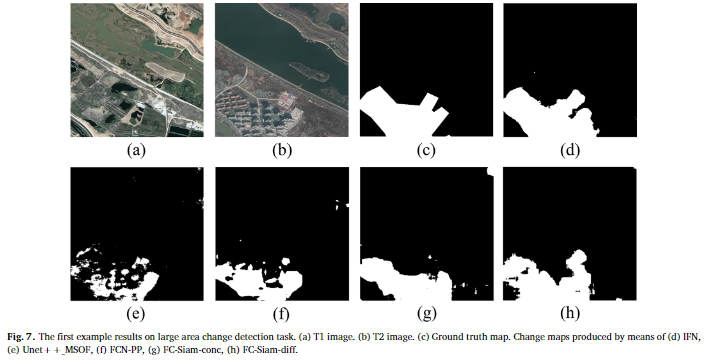 (a)
(b)
(c)
(d)
(e)
(f)
(g)
(h)
Fig. 7. The first example results on large area change detection task. (a) T1 image. (b) T2 image. (c) Ground truth map. Change maps produced by means of (d) IFN,
(e) Unet++_MSOF, (f) FCN-PP, (g) FC-Siam-conc, (h) FC-Siam-diff.